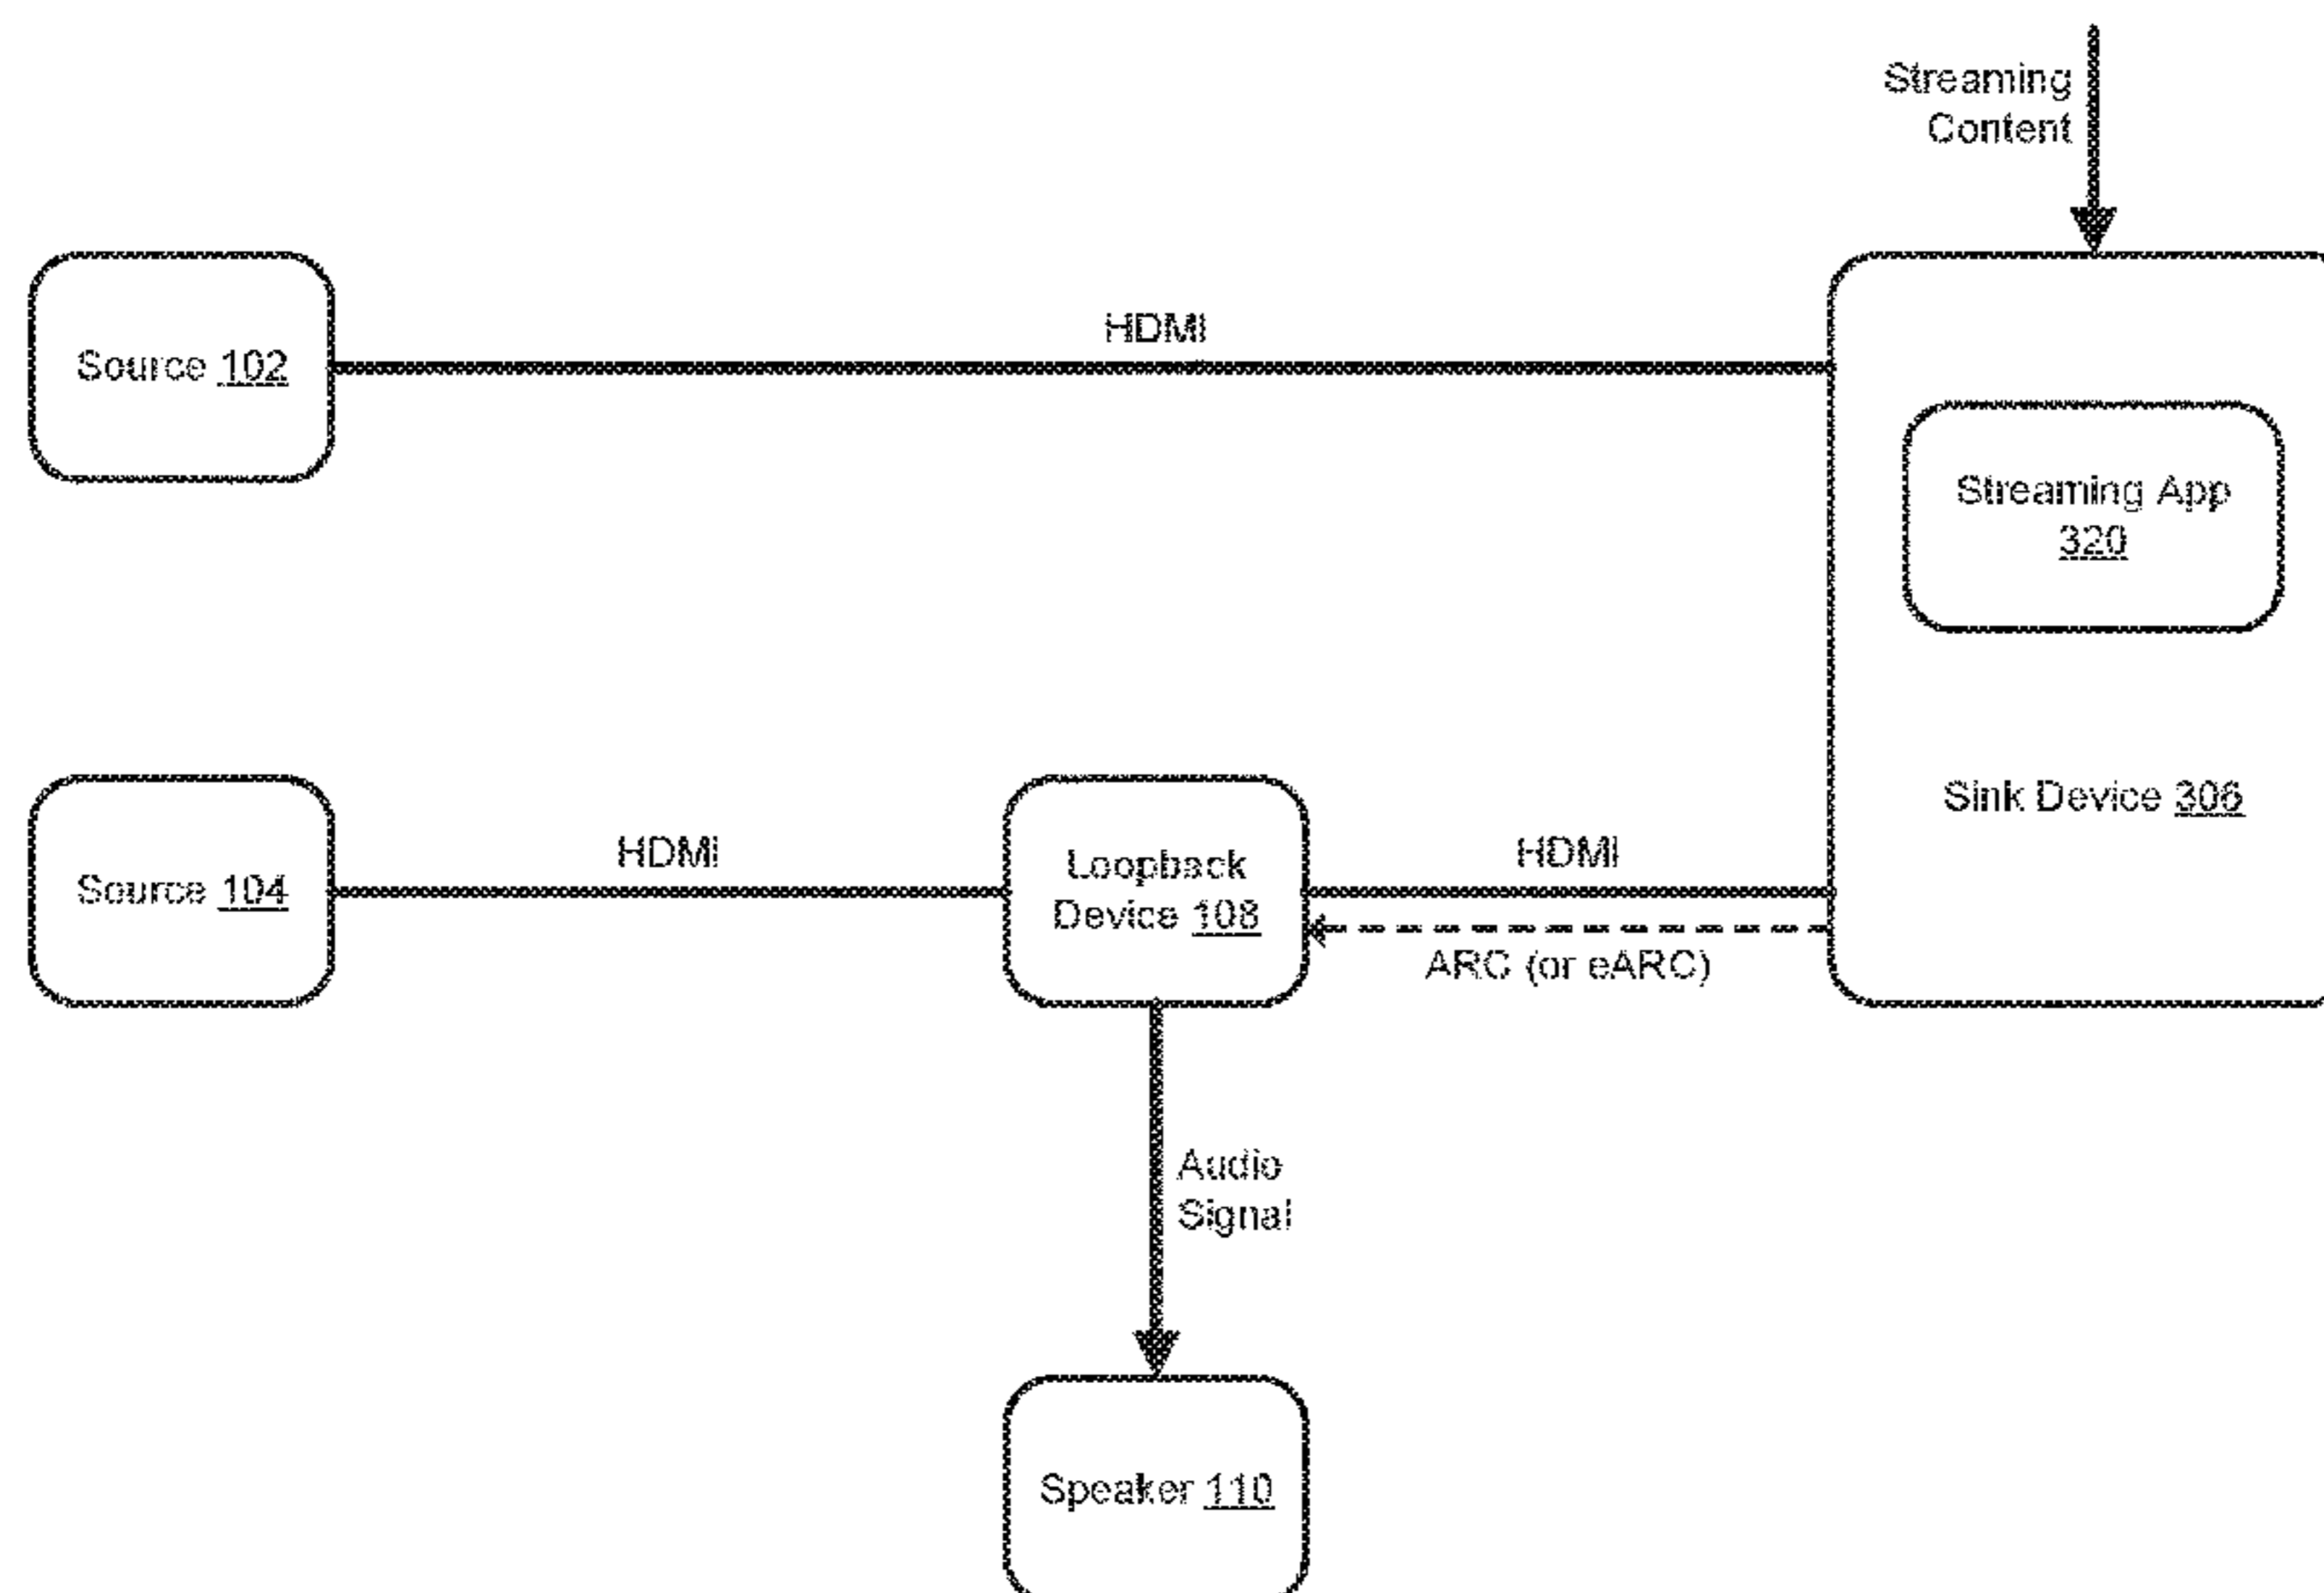 Streaming
Content
HDMI
Source 102
Streaming App
320
Sink Device 306
HDMI
HDMI
Source 104
Loopback
Device 108
ARC (or eARC)
Audio
Signal
Speaker 110